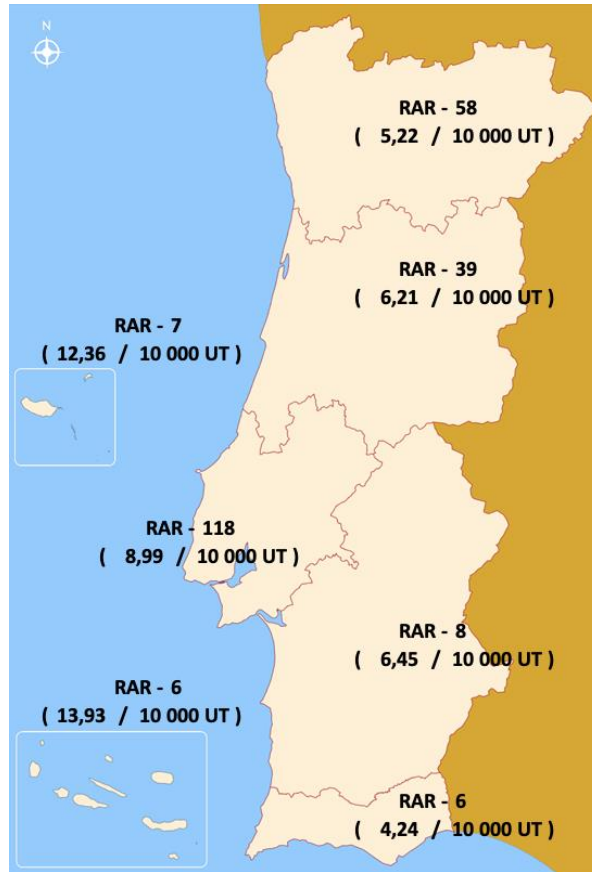 N
RAR - 58
( 5,22 / 10 000 UT )
RAR - 39
( 6,21 / 10 000 UT )
RAR - 7
( 12,36 / 10 000 UT )
RAR - 118
( 8,99 / 10 000 UT )
RAR - 8
( 6,45 / 10 000 UT )
RAR - 6
( 13,93 / 10 000 UT )
RAR - 6
( 4,24 / 10 000 UT )